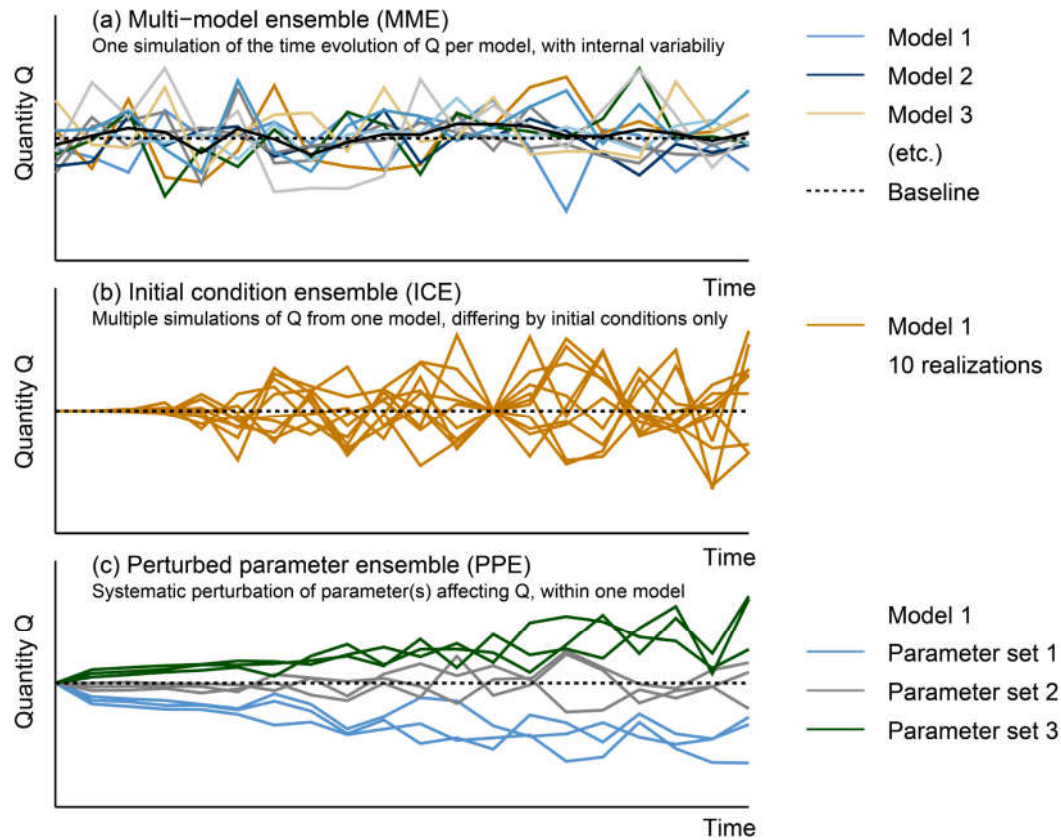 (a) Multi−model ensemble (MME)
One simulation of the time evolution of Q per model, with internal variabiliy
Quantity Q
Time
Model 1
Model 2
Model 3
(etc.)
Baseline
(b) Initial condition ensemble (ICE)
Multiple simulations of Q from one model, differing by initial conditions only
Quantity Q
Time
Model 1
10 realizations
(c) Perturbed parameter ensemble (PPE)
Systematic perturbation of parameter(s) affecting Q, within one model
Quantity Q
Time
Model 1
Parameter set 1
Parameter set 2
Parameter set 3